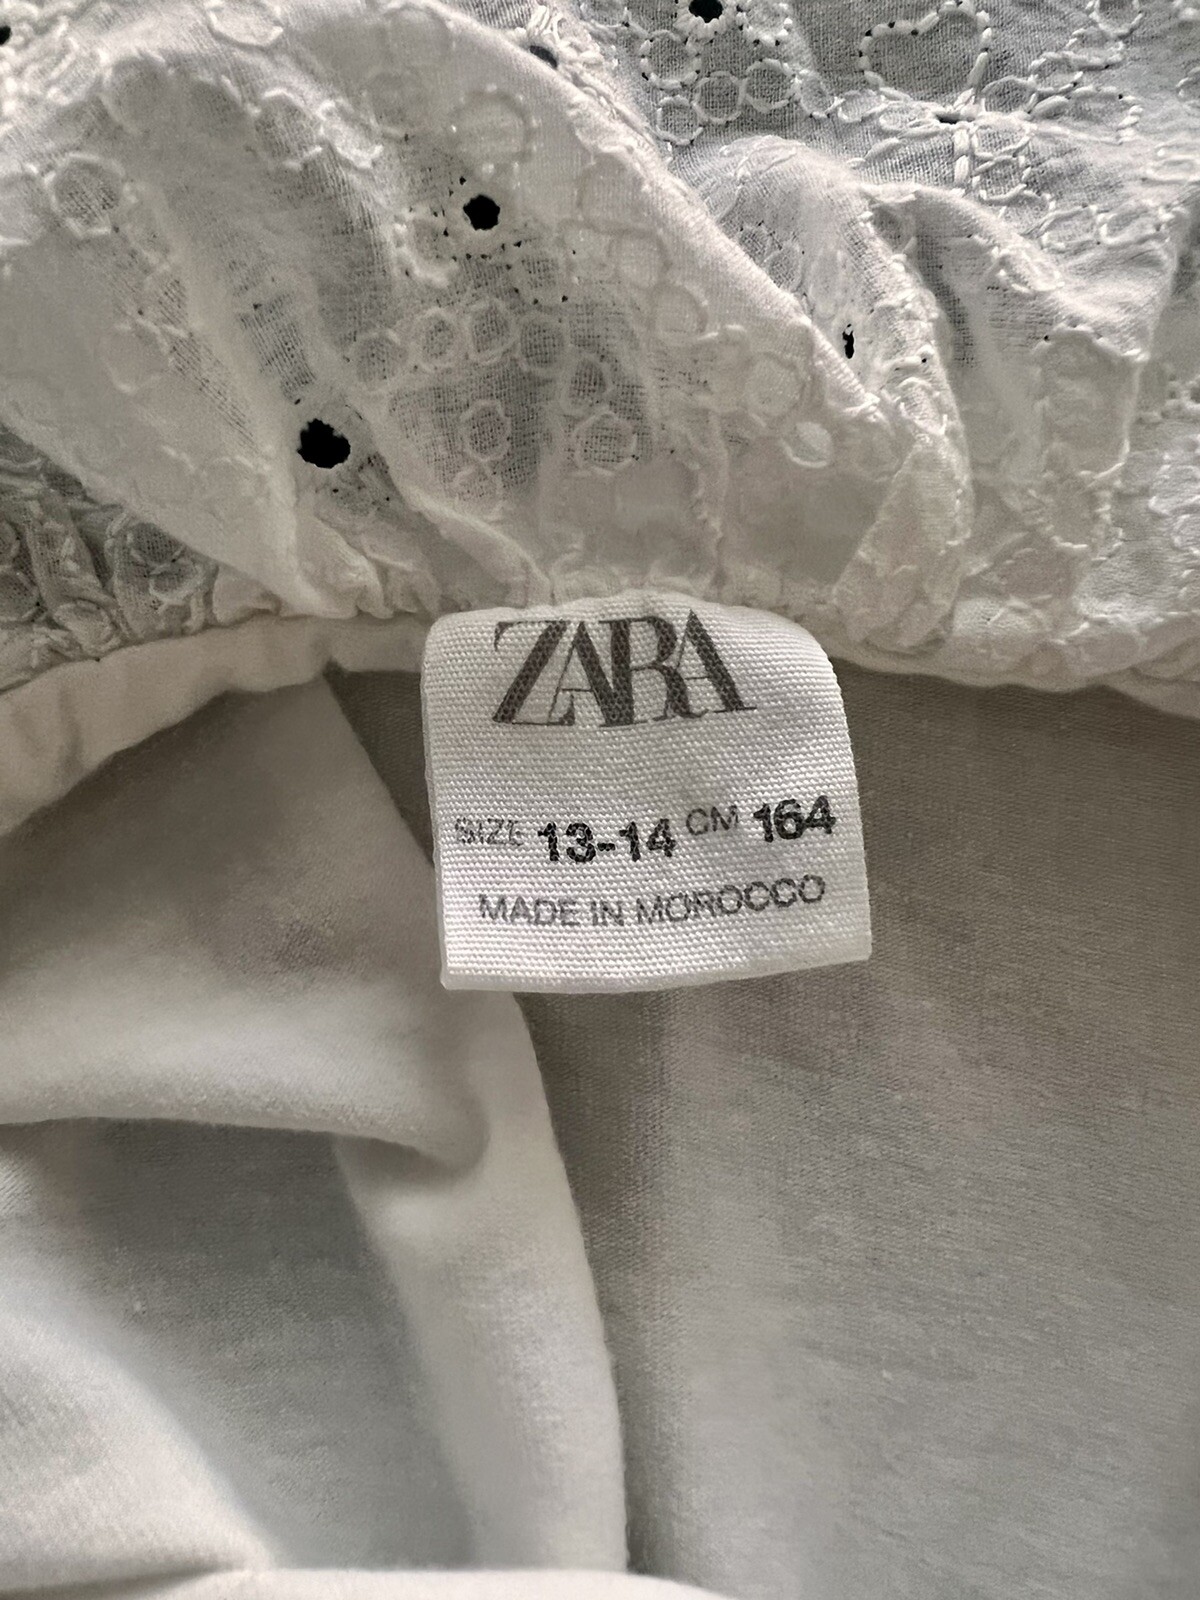 ZARA
SIZE 13-14 CM 164
MADE IN MOROCCO